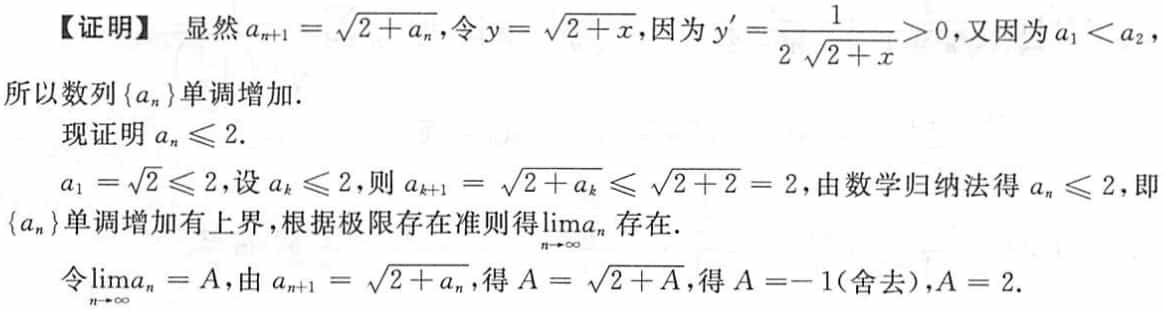 【证明】 显然 $a_{n+1} = \sqrt{2+a_n}$,令 $y = \sqrt{2+x}$,因为 $y' = \frac{1}{2\sqrt{2+x}} > 0$,又因为 $a_1 < a_2$,
所以数列 $\{a_n\}$ 单调增加.
现证明 $a_n \leqslant 2$.
$a_1 = \sqrt{2} \leqslant 2$,设 $a_k \leqslant 2$,则 $a_{k+1} = \sqrt{2+a_k} \leqslant \sqrt{2+2} = 2$,由数学归纳法得 $a_n \leqslant 2$,即
$\{a_n\}$ 单调增加有上界,根据极限存在准则得 $\lim\limits_{n\to\infty} a_n$ 存在.
令 $\lim\limits_{n\to\infty} a_n = A$,由 $a_{n+1} = \sqrt{2+a_n}$,得 $A = \sqrt{2+A}$,得 $A = -1$(舍去),$A = 2$.